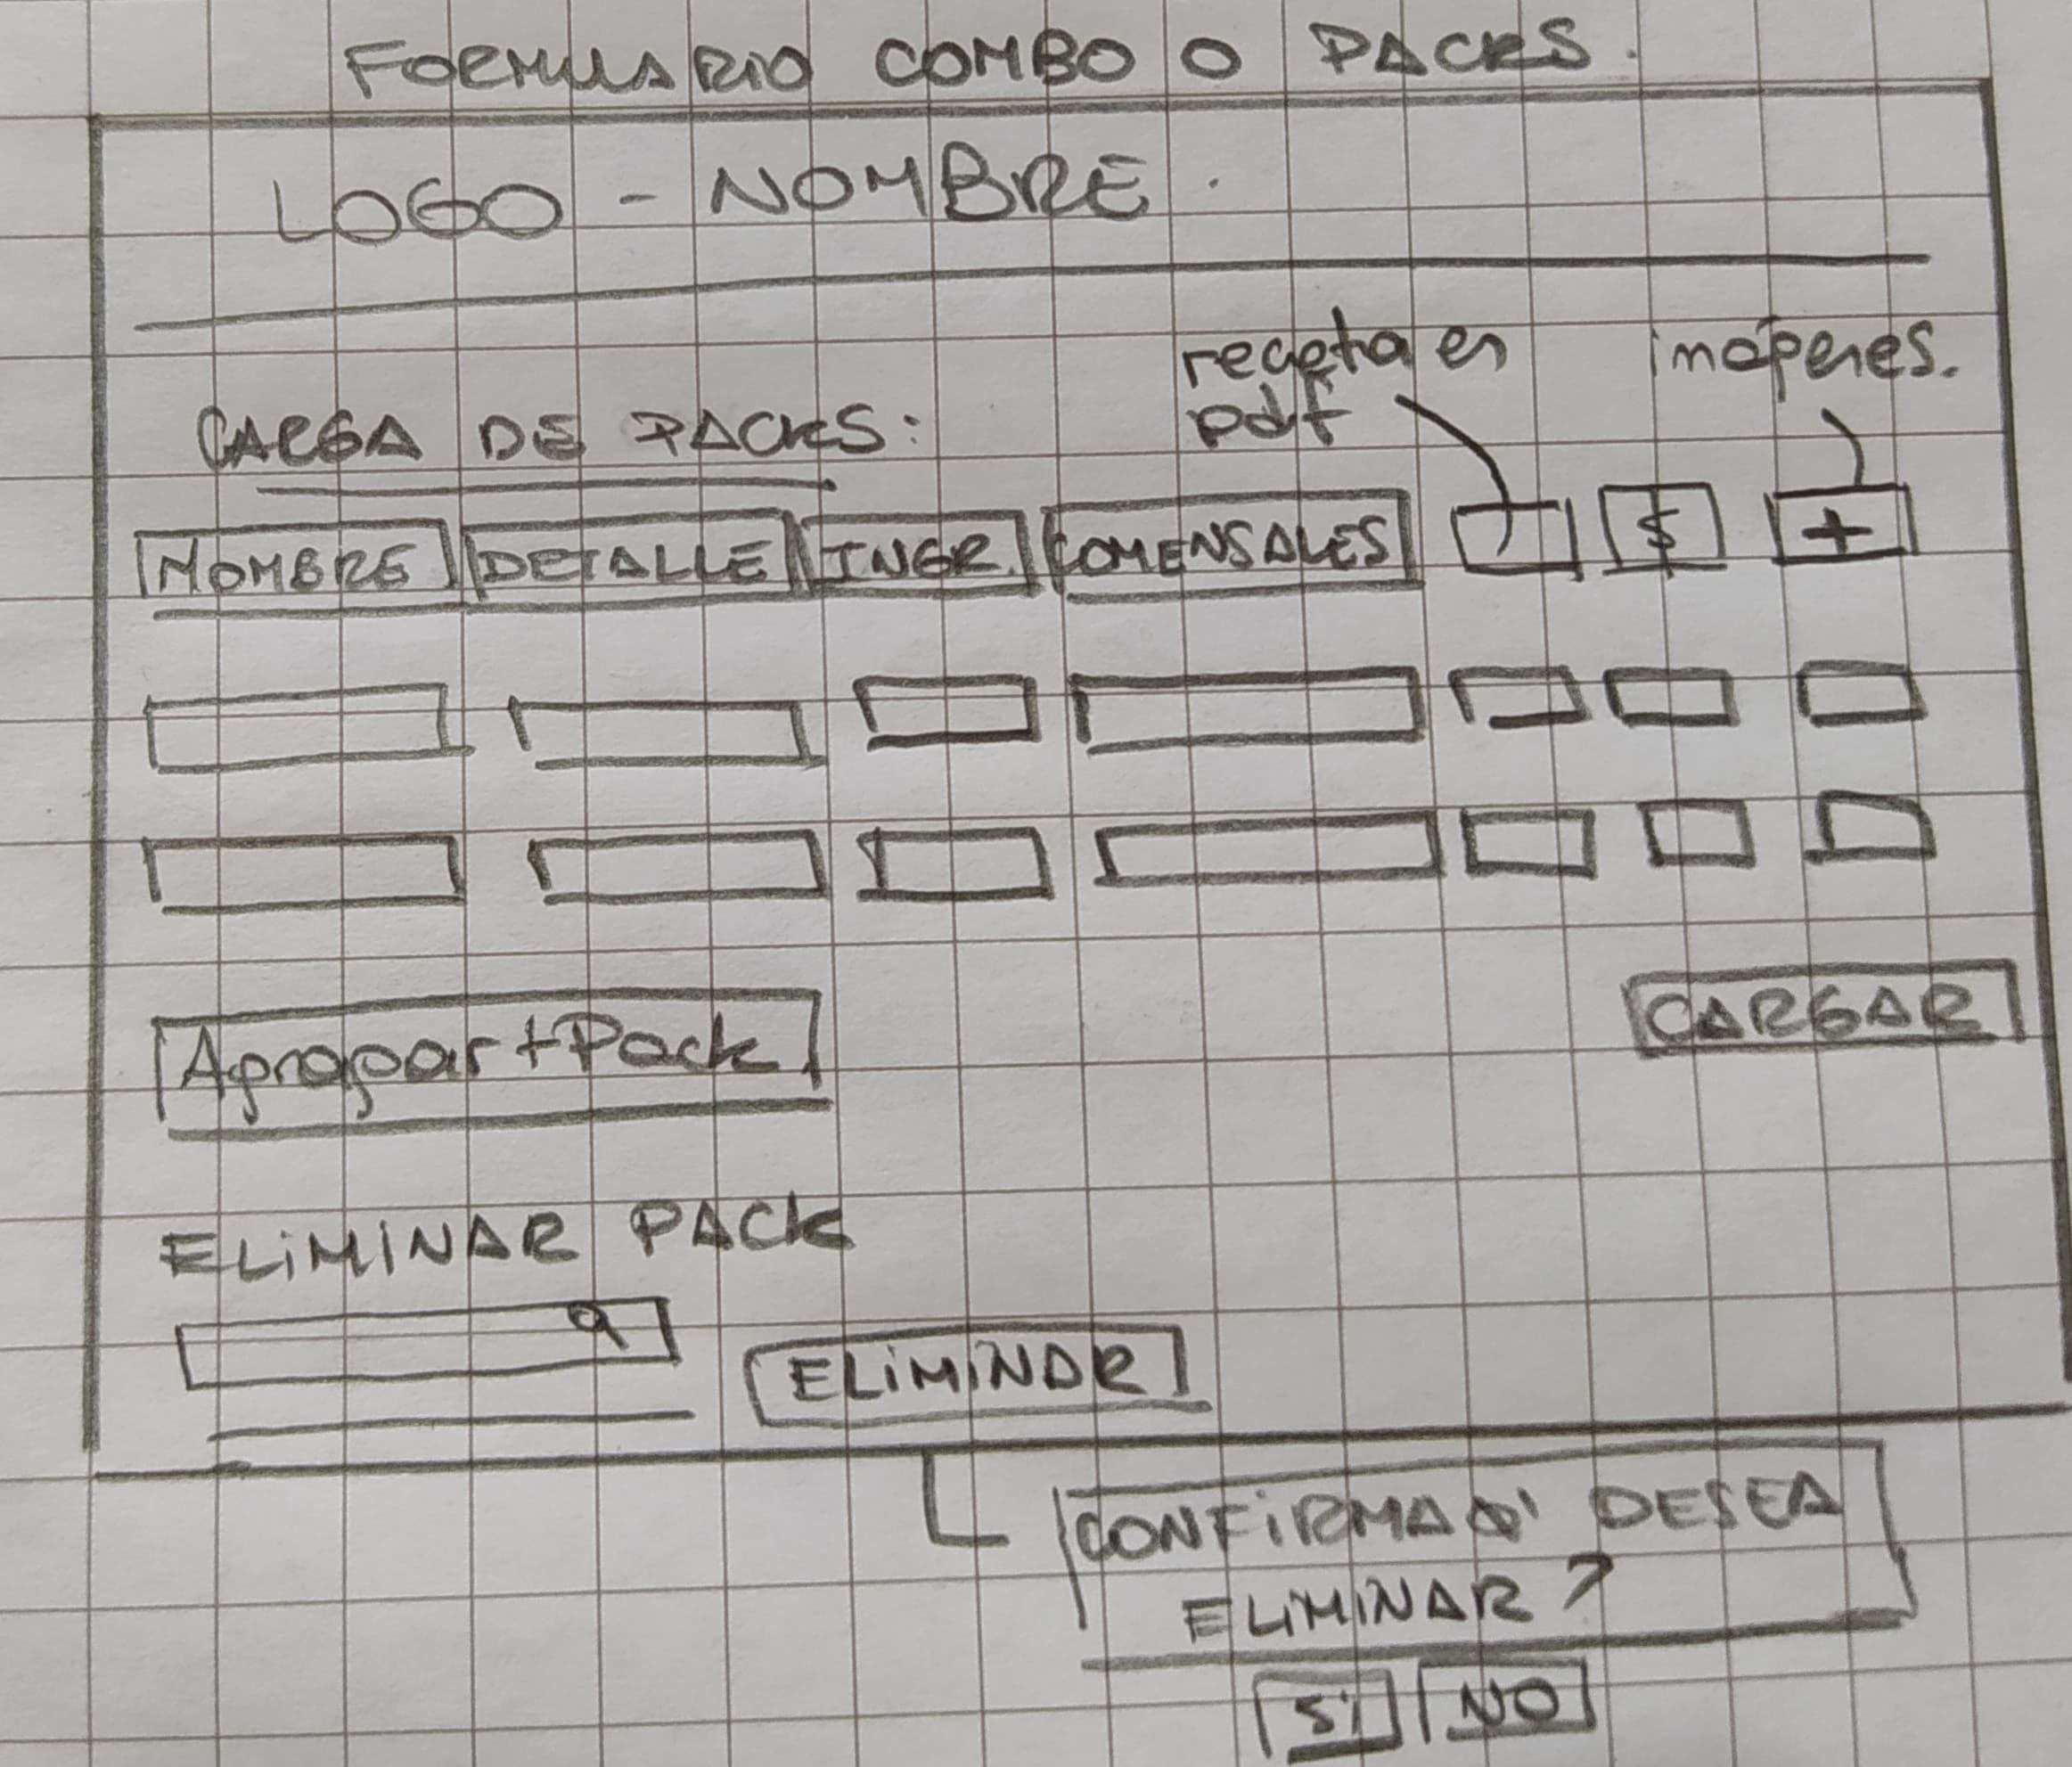 FORMULARIO COMBO O PACKS.
LOGO - NOMBRE.
receta en pdf
imágenes.
CARGA DE PACKS:
NOMBRE DETALLE INGR. COMENSALES $ +
CARGAR
Agregar + Pack
ELIMINAR PACK
ELIMINAR
CONFIRMA DESEA
ELIMINAR?
Si NO